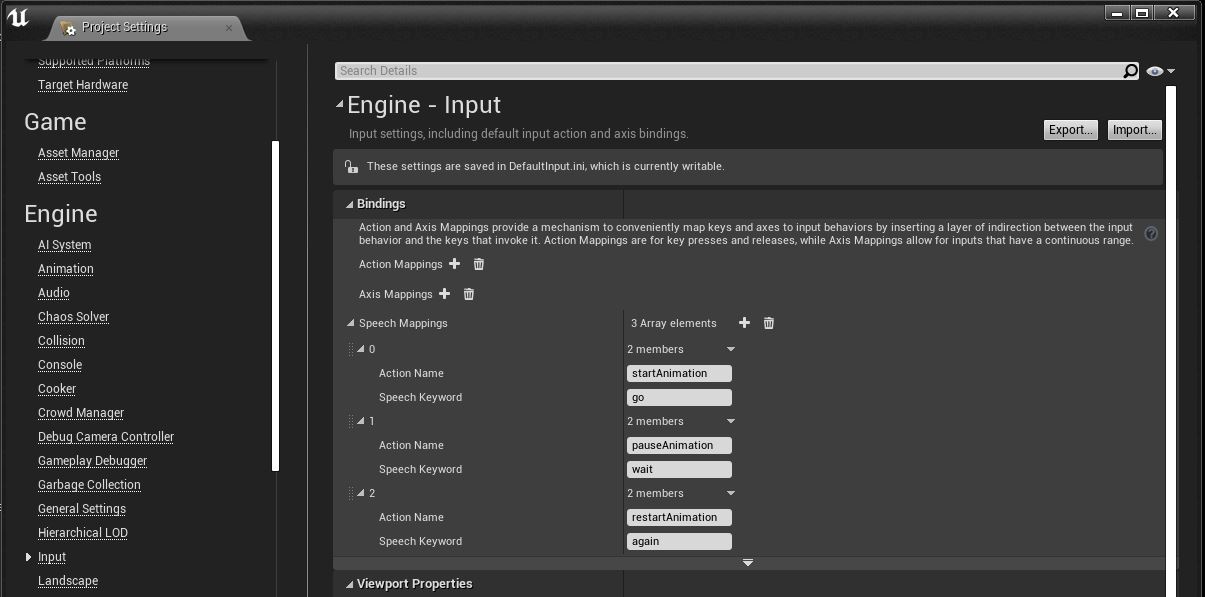 Project Settings
Supported Platforms
Target Hardware
Game
Asset Manager
Asset Tools
Engine
AI System
Animation
Audio
Chaos Solver
Collision
Console
Cooker
Crowd Manager
Debug Camera Controller
Gameplay Debugger
Garbage Collection
General Settings
Hierarchical LOD
Input
Landscape
Search Details
Engine - Input
Input settings, including default input action and axis bindings.
Export... Import...
These settings are saved in DefaultInput.ini, which is currently writable.
Bindings
Action and Axis Mappings provide a mechanism to conveniently map keys and axes to input behaviors by inserting a layer of indirection between the input
behavior and the keys that invoke it. Action Mappings are for key presses and releases, while Axis Mappings allow for inputs that have a continuous range.
Action Mappings
Axis Mappings
Speech Mappings 3 Array elements
0 2 members
Action Name startAnimation
Speech Keyword go
1 2 members
Action Name pauseAnimation
Speech Keyword wait
2 2 members
Action Name restartAnimation
Speech Keyword again
Viewport Properties